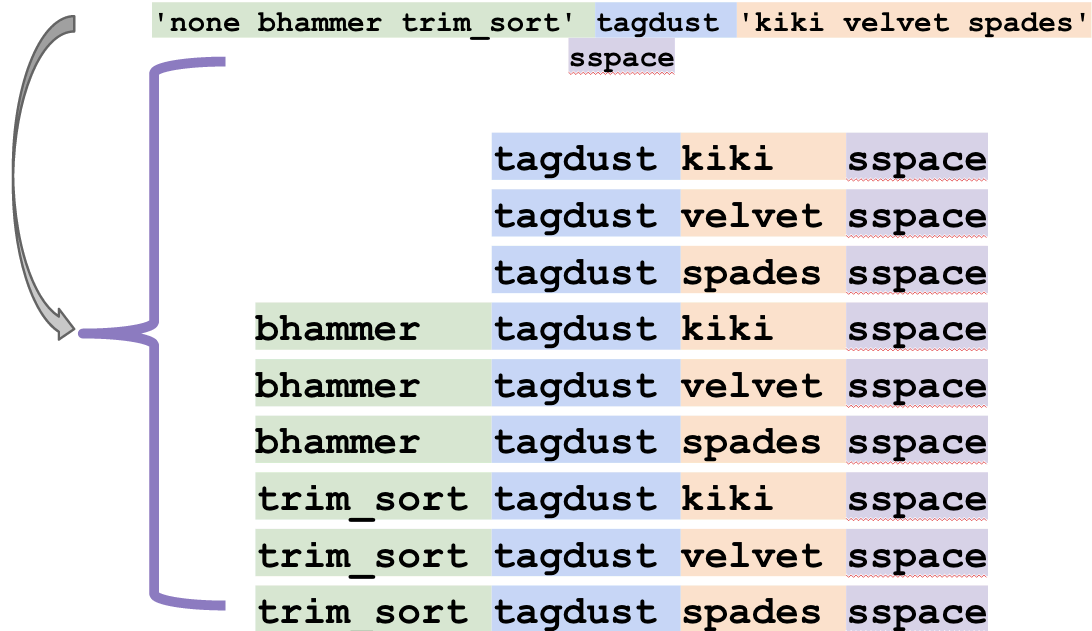 'none bhammer trim_sort' tagdust 'kiki velvet spades'
sspace
tagdust kiki sspace
tagdust velvet sspace
tagdust spades sspace
bhammer tagdust kiki sspace
bhammer tagdust velvet sspace
bhammer tagdust spades sspace
trim_sort tagdust kiki sspace
trim_sort tagdust velvet sspace
trim_sort tagdust spades sspace